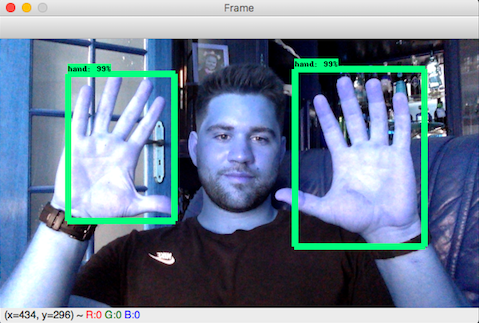 Frame
hand: 99%
hand: 99%
(x=434, y=296) ~ R:0 G:0 B:0